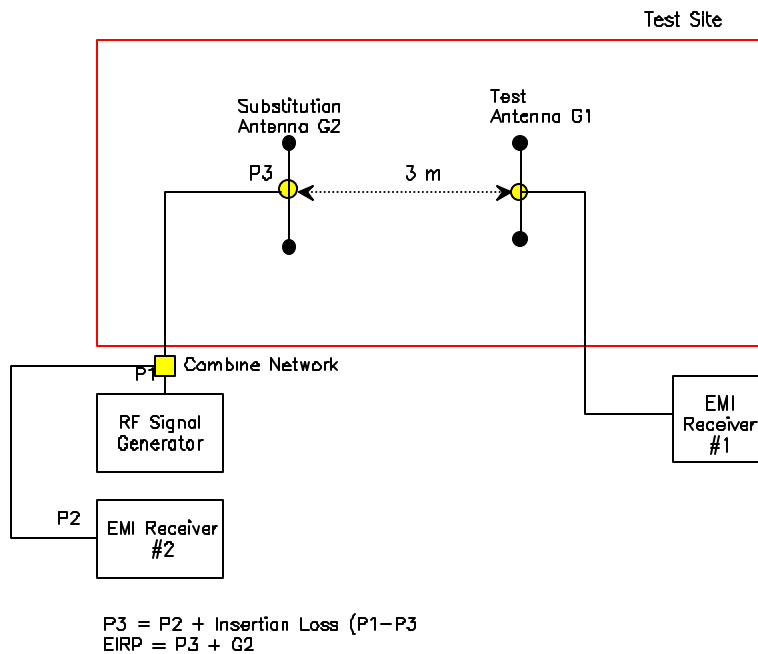 Test Site
Substitution
Antenna G2
Test
Antenna G1
P3
3 m
P1
Combine Network
RF Signal
Generator
EMI
Receiver
#1
P2
EMI Receiver
#2
P3 = P2 + Insertion Loss (P1-P3
EIRP = P3 + G2